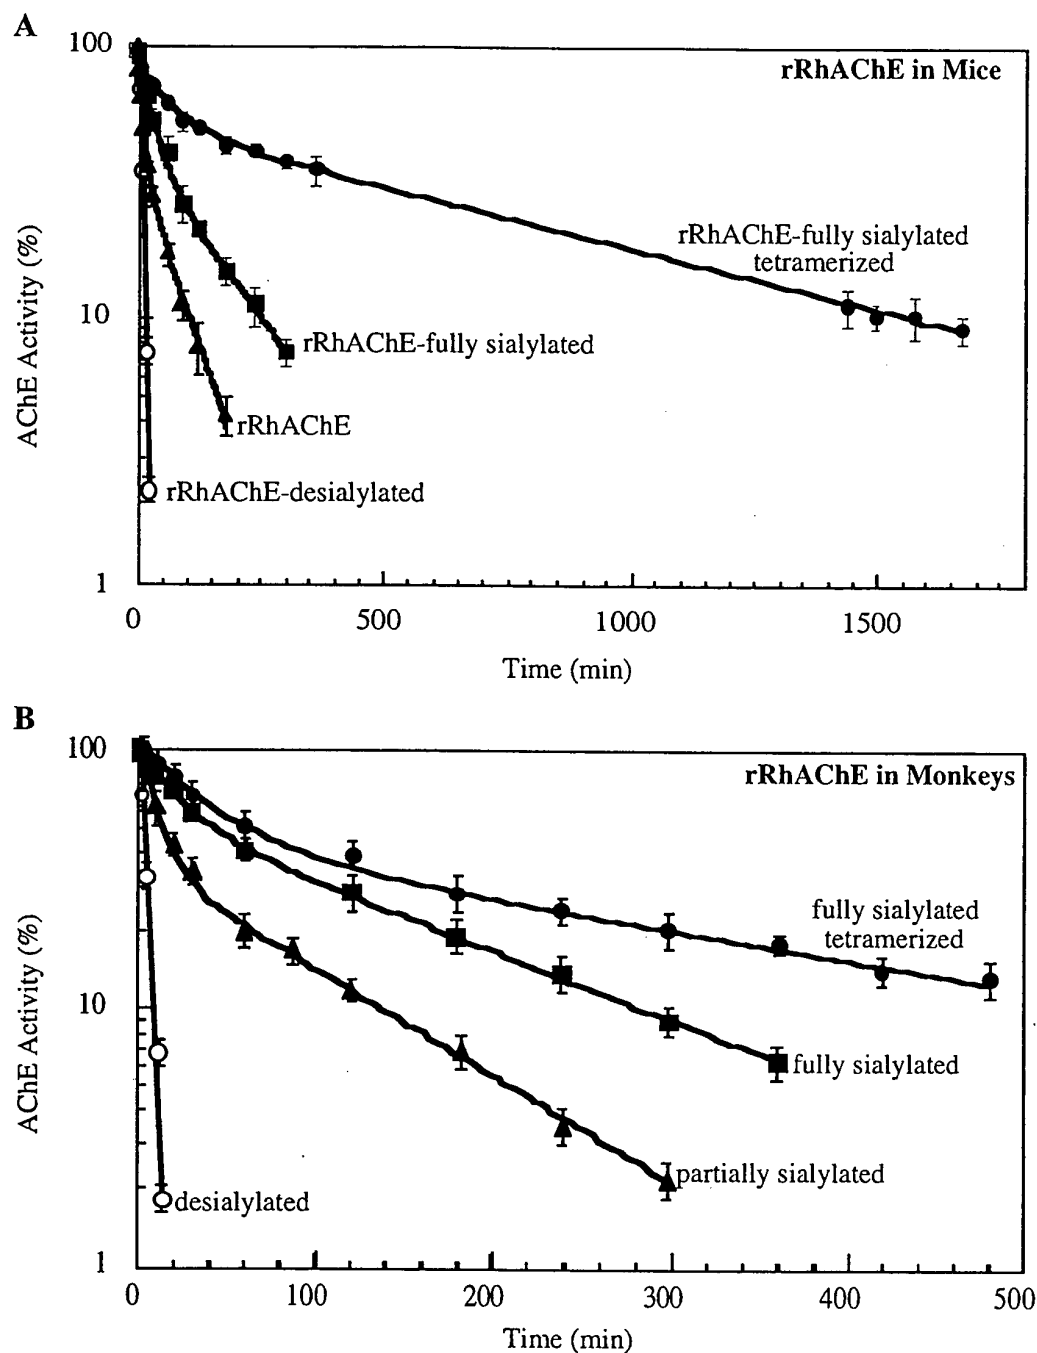 A
100
rRhAChE in Mice
rRhAChE-fully sialylated
tetramerized
AChE Activity (%)
10
rRhAChE-fully sialylated
rRhAChE
rRhAChE-desialylated
1
0 500 1000 1500
Time (min)
B
100
rRhAChE in Monkeys
fully sialylated
tetramerized
AChE Activity (%)
10
fully sialylated
partially sialylated
desialylated
1
0 100 200 300 400 500
Time (min)